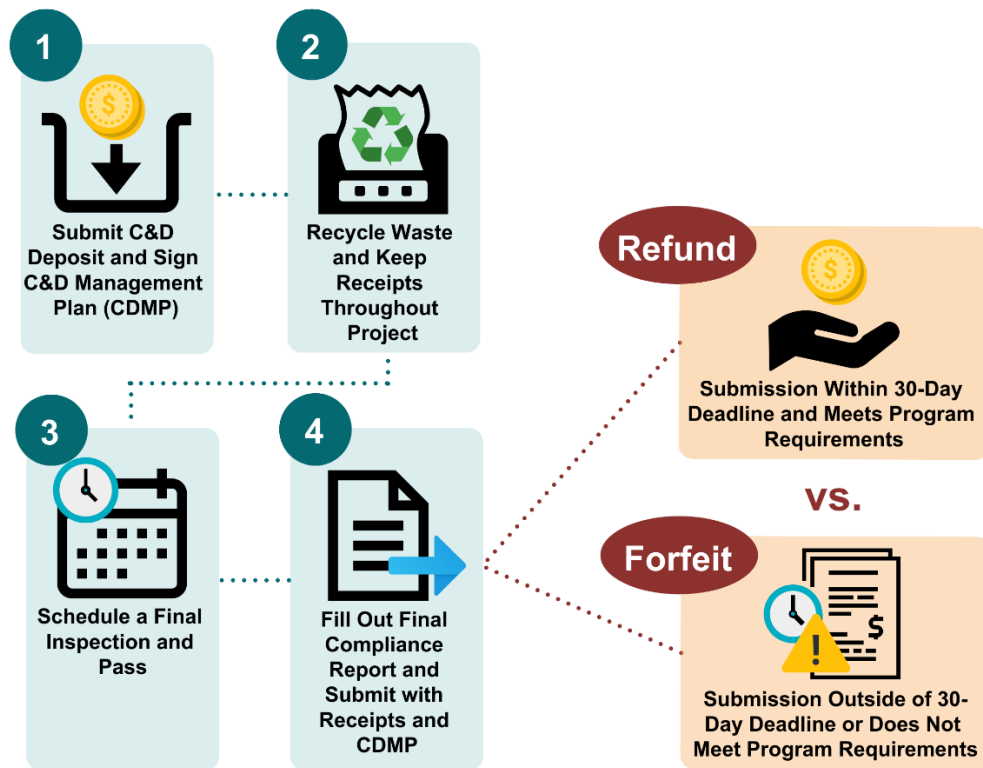 1
Submit C&D
Deposit and Sign
C&D Management
Plan (CDMP)
2
Recycle Waste
and Keep
Receipts
Throughout
Project
3
Schedule a Final
Inspection and
Pass
4
Fill Out Final
Compliance
Report and
Submit with
Receipts and
CDMP
Refund
$
Submission Within 30-Day
Deadline and Meets Program
Requirements
vs.
Forfeit
$
!
Submission Outside of 30-
Day Deadline or Does Not
Meet Program Requirements